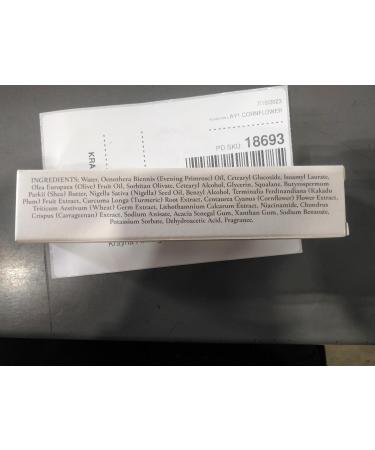 7/15/2023
AYT CORNFLOWER
PD SKU: 18693
KRA
INGREDIENTS: Water, Oenothera Biennis (Evening Primrose) Oil, Cetearyl Glucoside, Isoamyl Laurate,
Olea Europaea (Olive) Fruit Oil, Sorbitan Olivate, Cetearyl Alcohol, Glycerin, Squalane, Butyrospermum
Parkii (Shea) Butter, Nigella Sativa (Nigella) Seed Oil, Benzyl Alcohol, Terminalia Ferdinandiana (Kakadu
Plum) Fruit Extract, Curcuma Longa (Turmeric) Root Extract, Centaurea Cyanus (Cornflower) Flower Extract,
Triticum Aestivum (Wheat) Germ Extract, Lithothamnium Calcarum Extract, Niacinamide, Chondrus
Crispus (Carrageenan) Extract, Sodium Anisate, Acacia Senegal Gum, Xanthan Gum, Sodium Benzoate,
Potassium Sorbate, Dehydroacetic Acid, Fragrance.